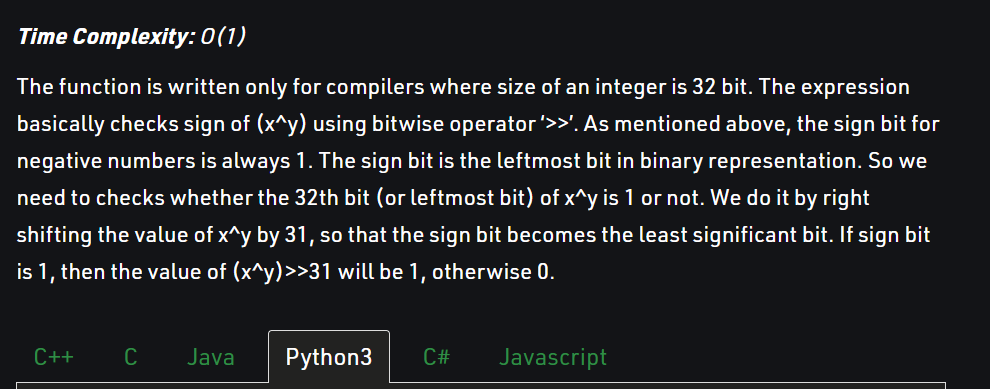 Time Complexity: O(1)
The function is written only for compilers where size of an integer is 32 bit. The expression
basically checks sign of (x^y) using bitwise operator ‘>>’. As mentioned above, the sign bit for
negative numbers is always 1. The sign bit is the leftmost bit in binary representation. So we
need to checks whether the 32th bit (or leftmost bit) of x^y is 1 or not. We do it by right
shifting the value of x^y by 31, so that the sign bit becomes the least significant bit. If sign bit
is 1, then the value of (x^y)>>31 will be 1, otherwise 0.
C++ C Java Python3 C# Javascript